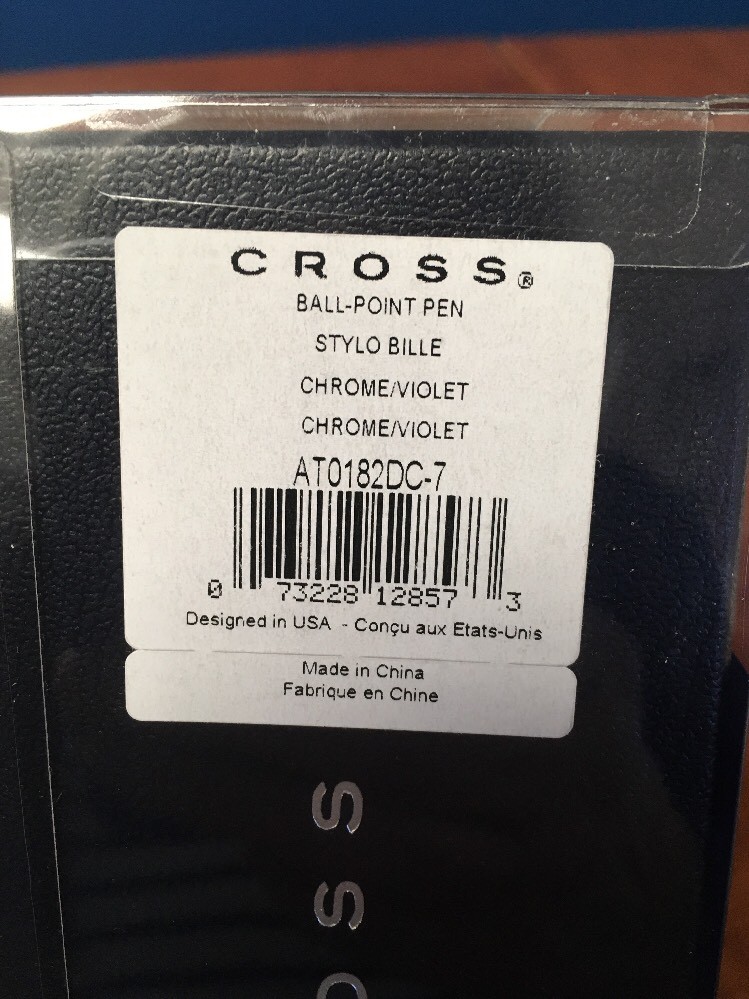 CROSS®
BALL-POINT PEN
STYLO BILLE
CHROME/VIOLET
CHROME/VIOLET
AT0182DC-7
0 73228 12857 3
Designed in USA - Conçu aux Etats-Unis
Made in China
Fabrique en Chine
S
S
O